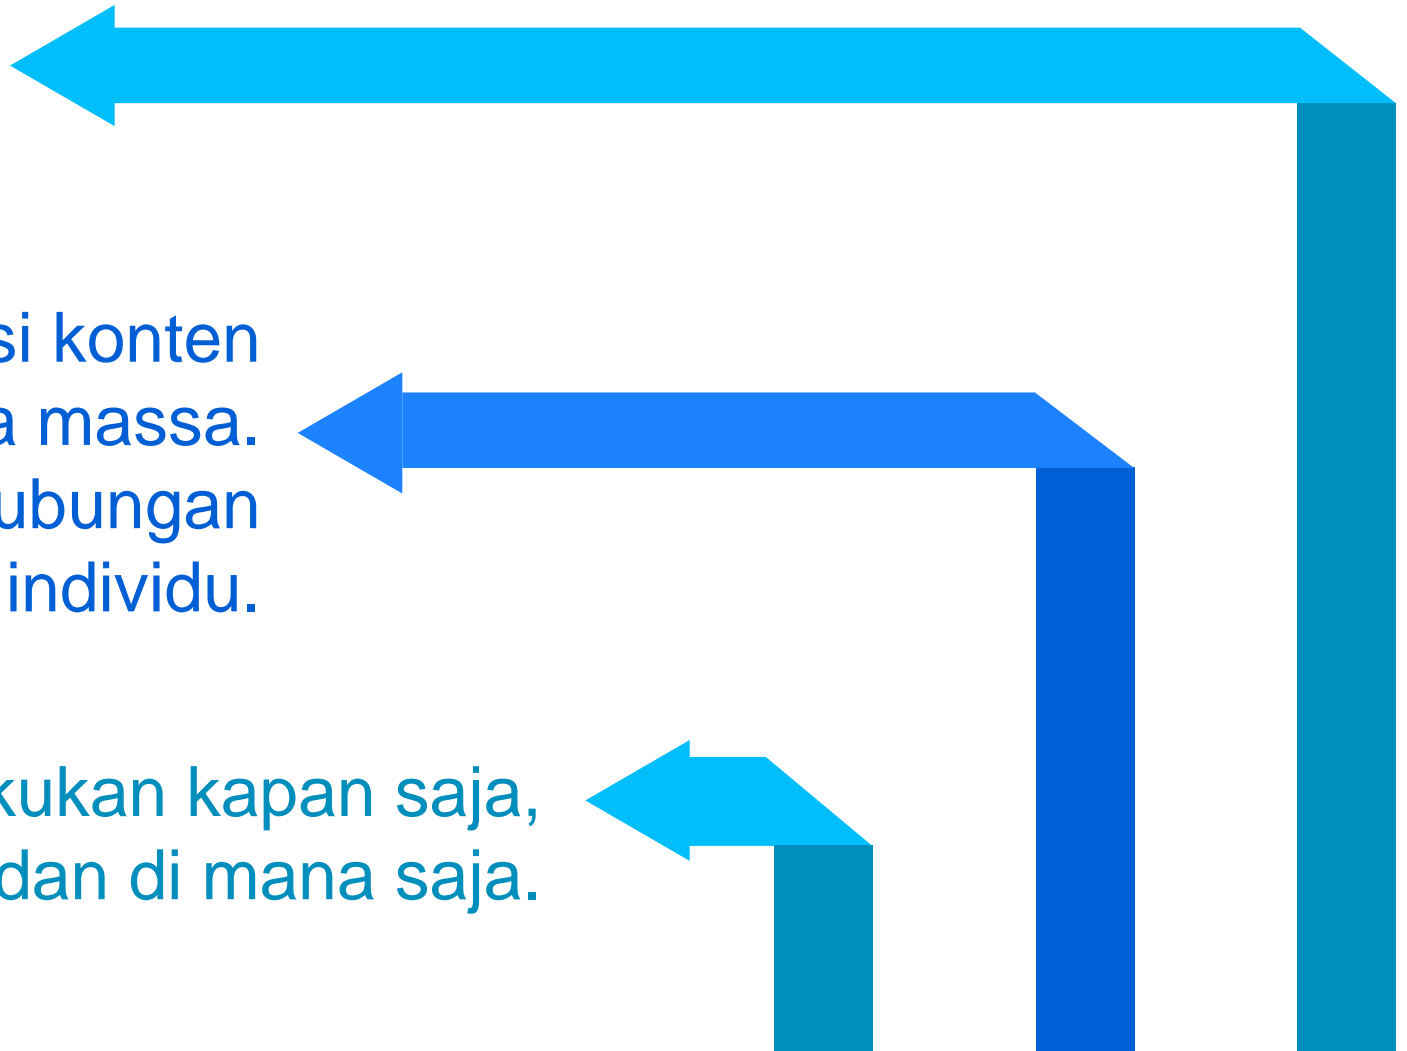 si konten
a massa.
ubungan
individu.
kukan kapan saja,
dan di mana saja.